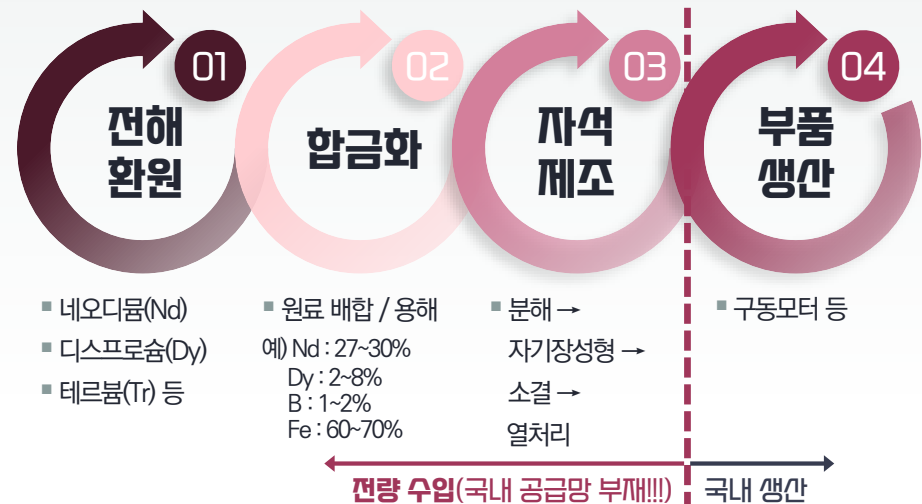 01
전해
환원
02
합금화
03
자석
제조
04
부품
생산
▪ 네오디뮴(Nd)
▪ 디스프로슘(Dy)
▪ 테르븀(Tr) 등
▪ 원료 배합 / 용해
예) Nd : 27~30%
Dy : 2~8%
B : 1~2%
Fe : 60~70%
▪ 분해 →
자기장성형 →
소결 →
열처리
▪ 구동모터 등
전량 수입(국내 공급망 부재!!!)
국내 생산